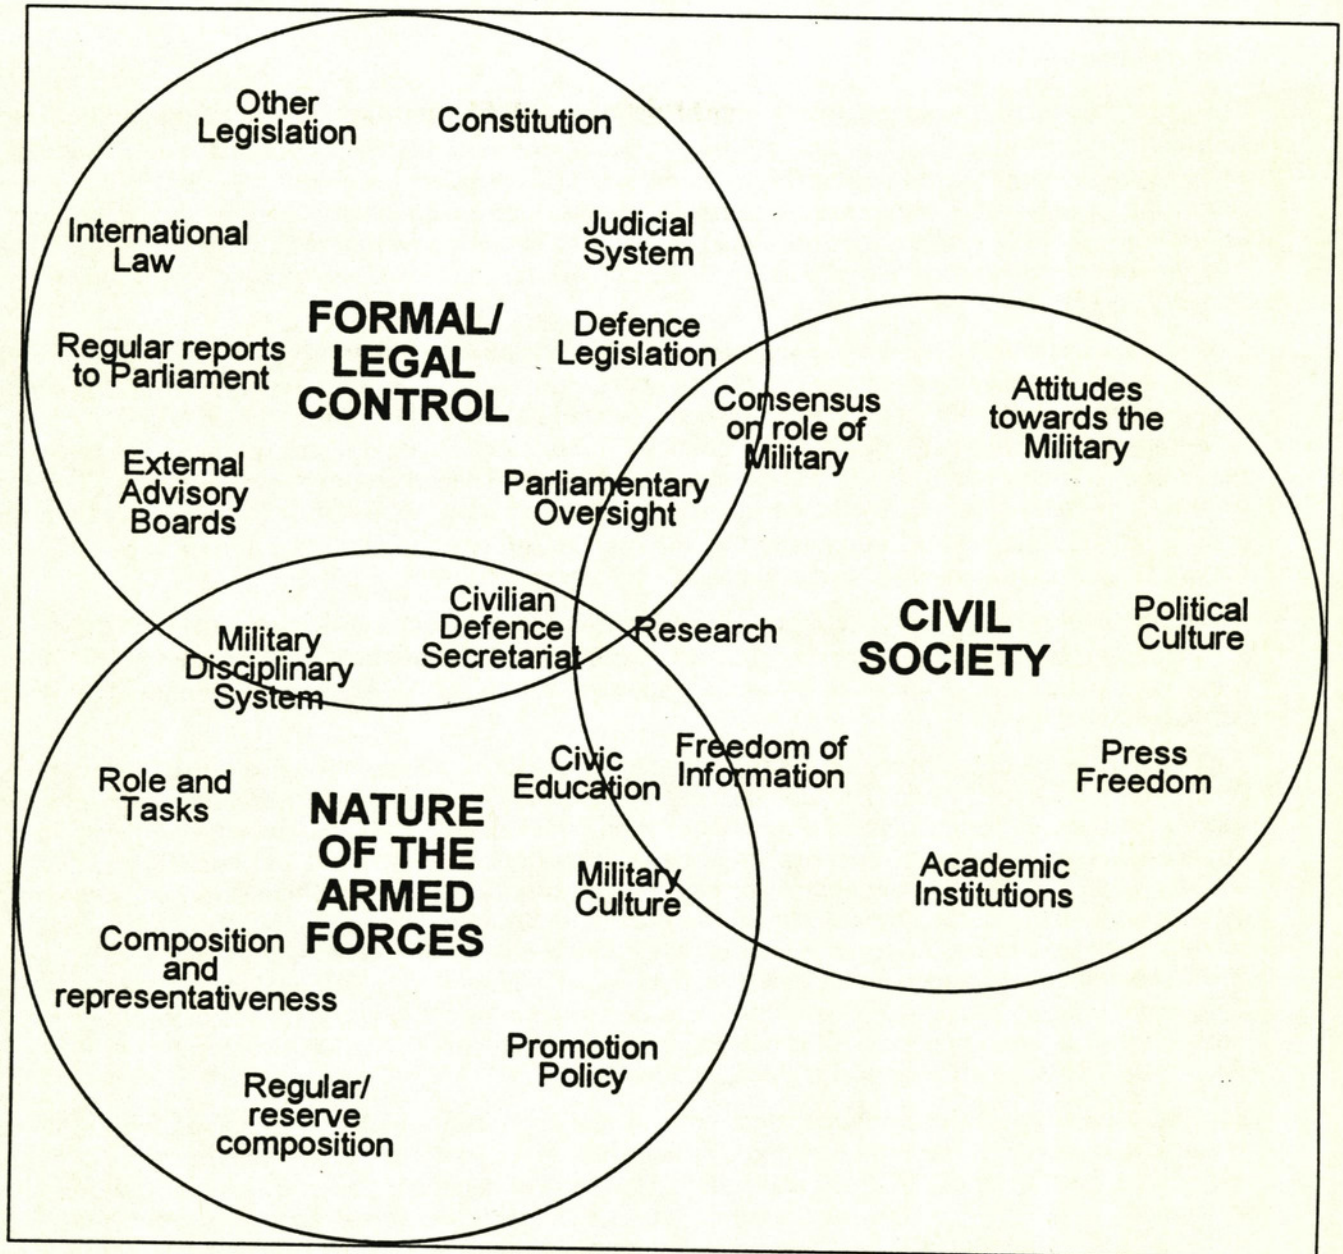 Other
Legislation
Constitution
International
Law
Judicial
System
FORMAL/
LEGAL
CONTROL
Regular reports
to Parliament
Defence
Legislation
External
Advisory
Boards
Parliamentary
Oversight
Consensus
on role of
Military
Attitudes
towards the
Military
Civilian
Defence
Secretariat
Military
Disciplinary
System
Research
CIVIL
SOCIETY
Political
Culture
Civic
Education
Freedom of
Information
Press
Freedom
Role and
Tasks
NATURE
OF THE
ARMED
FORCES
Military
Culture
Academic
Institutions
Composition
and
representativeness
Promotion
Policy
Regular/
reserve
composition